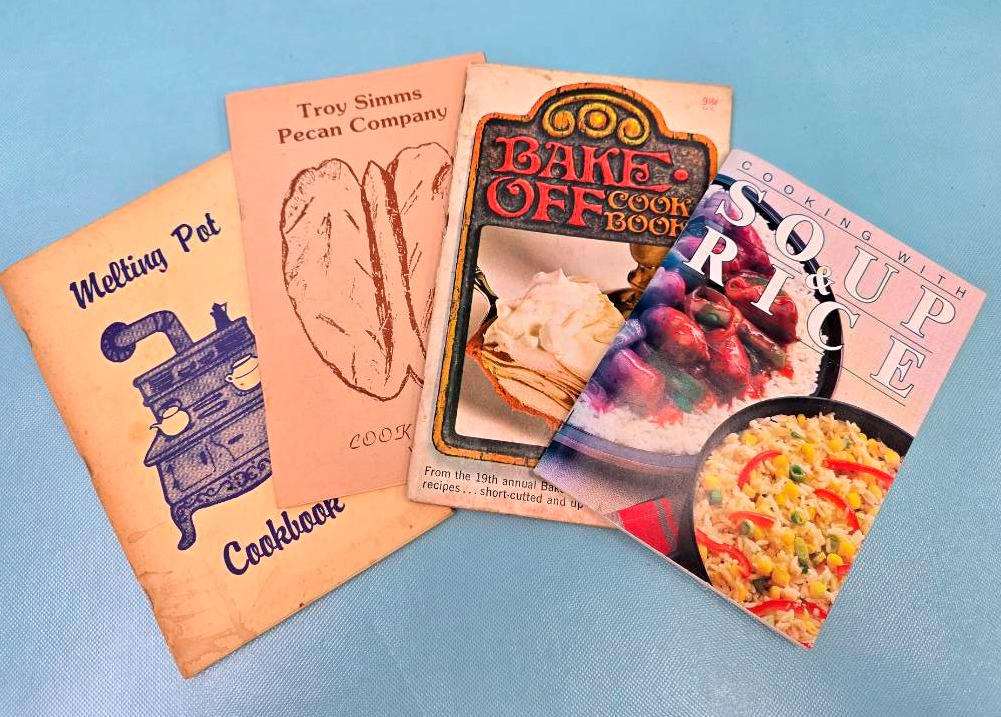 Melting Pot
Cookbook
Troy Simms
Pecan Company
COOK
98¢
BAKE-
OFF COOK
BOOK
From the 19th annual Bake
recipes... short-cutted and up
COOKING WITH
SOUP
&
RICE